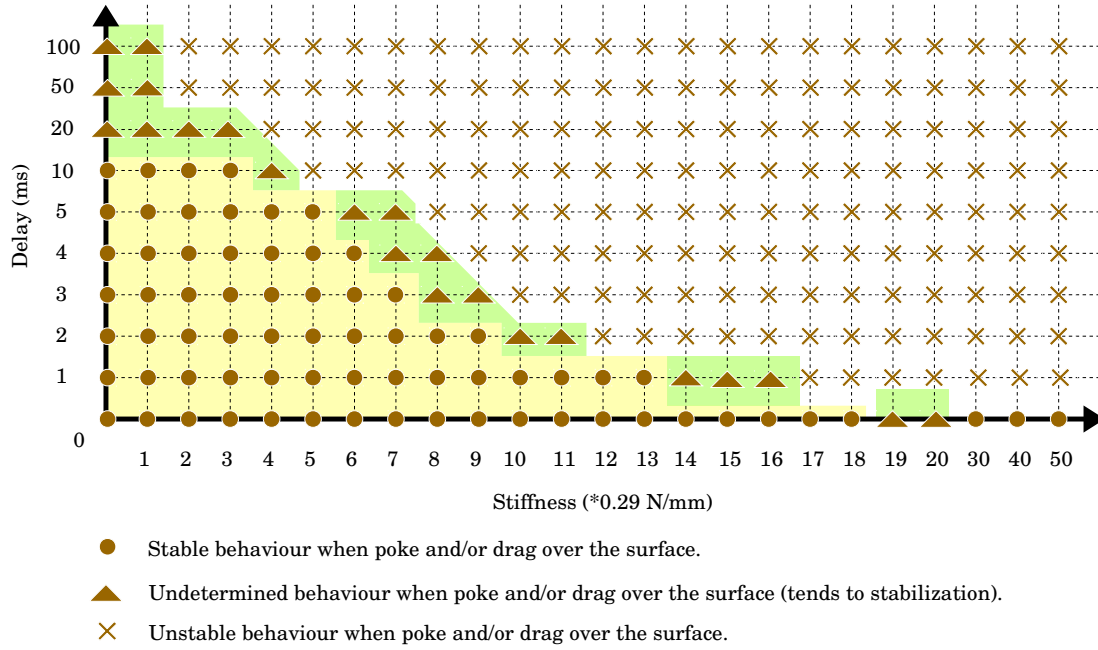 100
50
20
10
5
4
3
2
1
0
Delay (ms)
1 2 3 4 5 6 7 8 9 10 11 12 13 14 15 16 17 18 19 20 30 40 50
Stiffness (*0.29 N/mm)
Stable behaviour when poke and/or drag over the surface.
Undetermined behaviour when poke and/or drag over the surface (tends to stabilization).
Unstable behaviour when poke and/or drag over the surface.